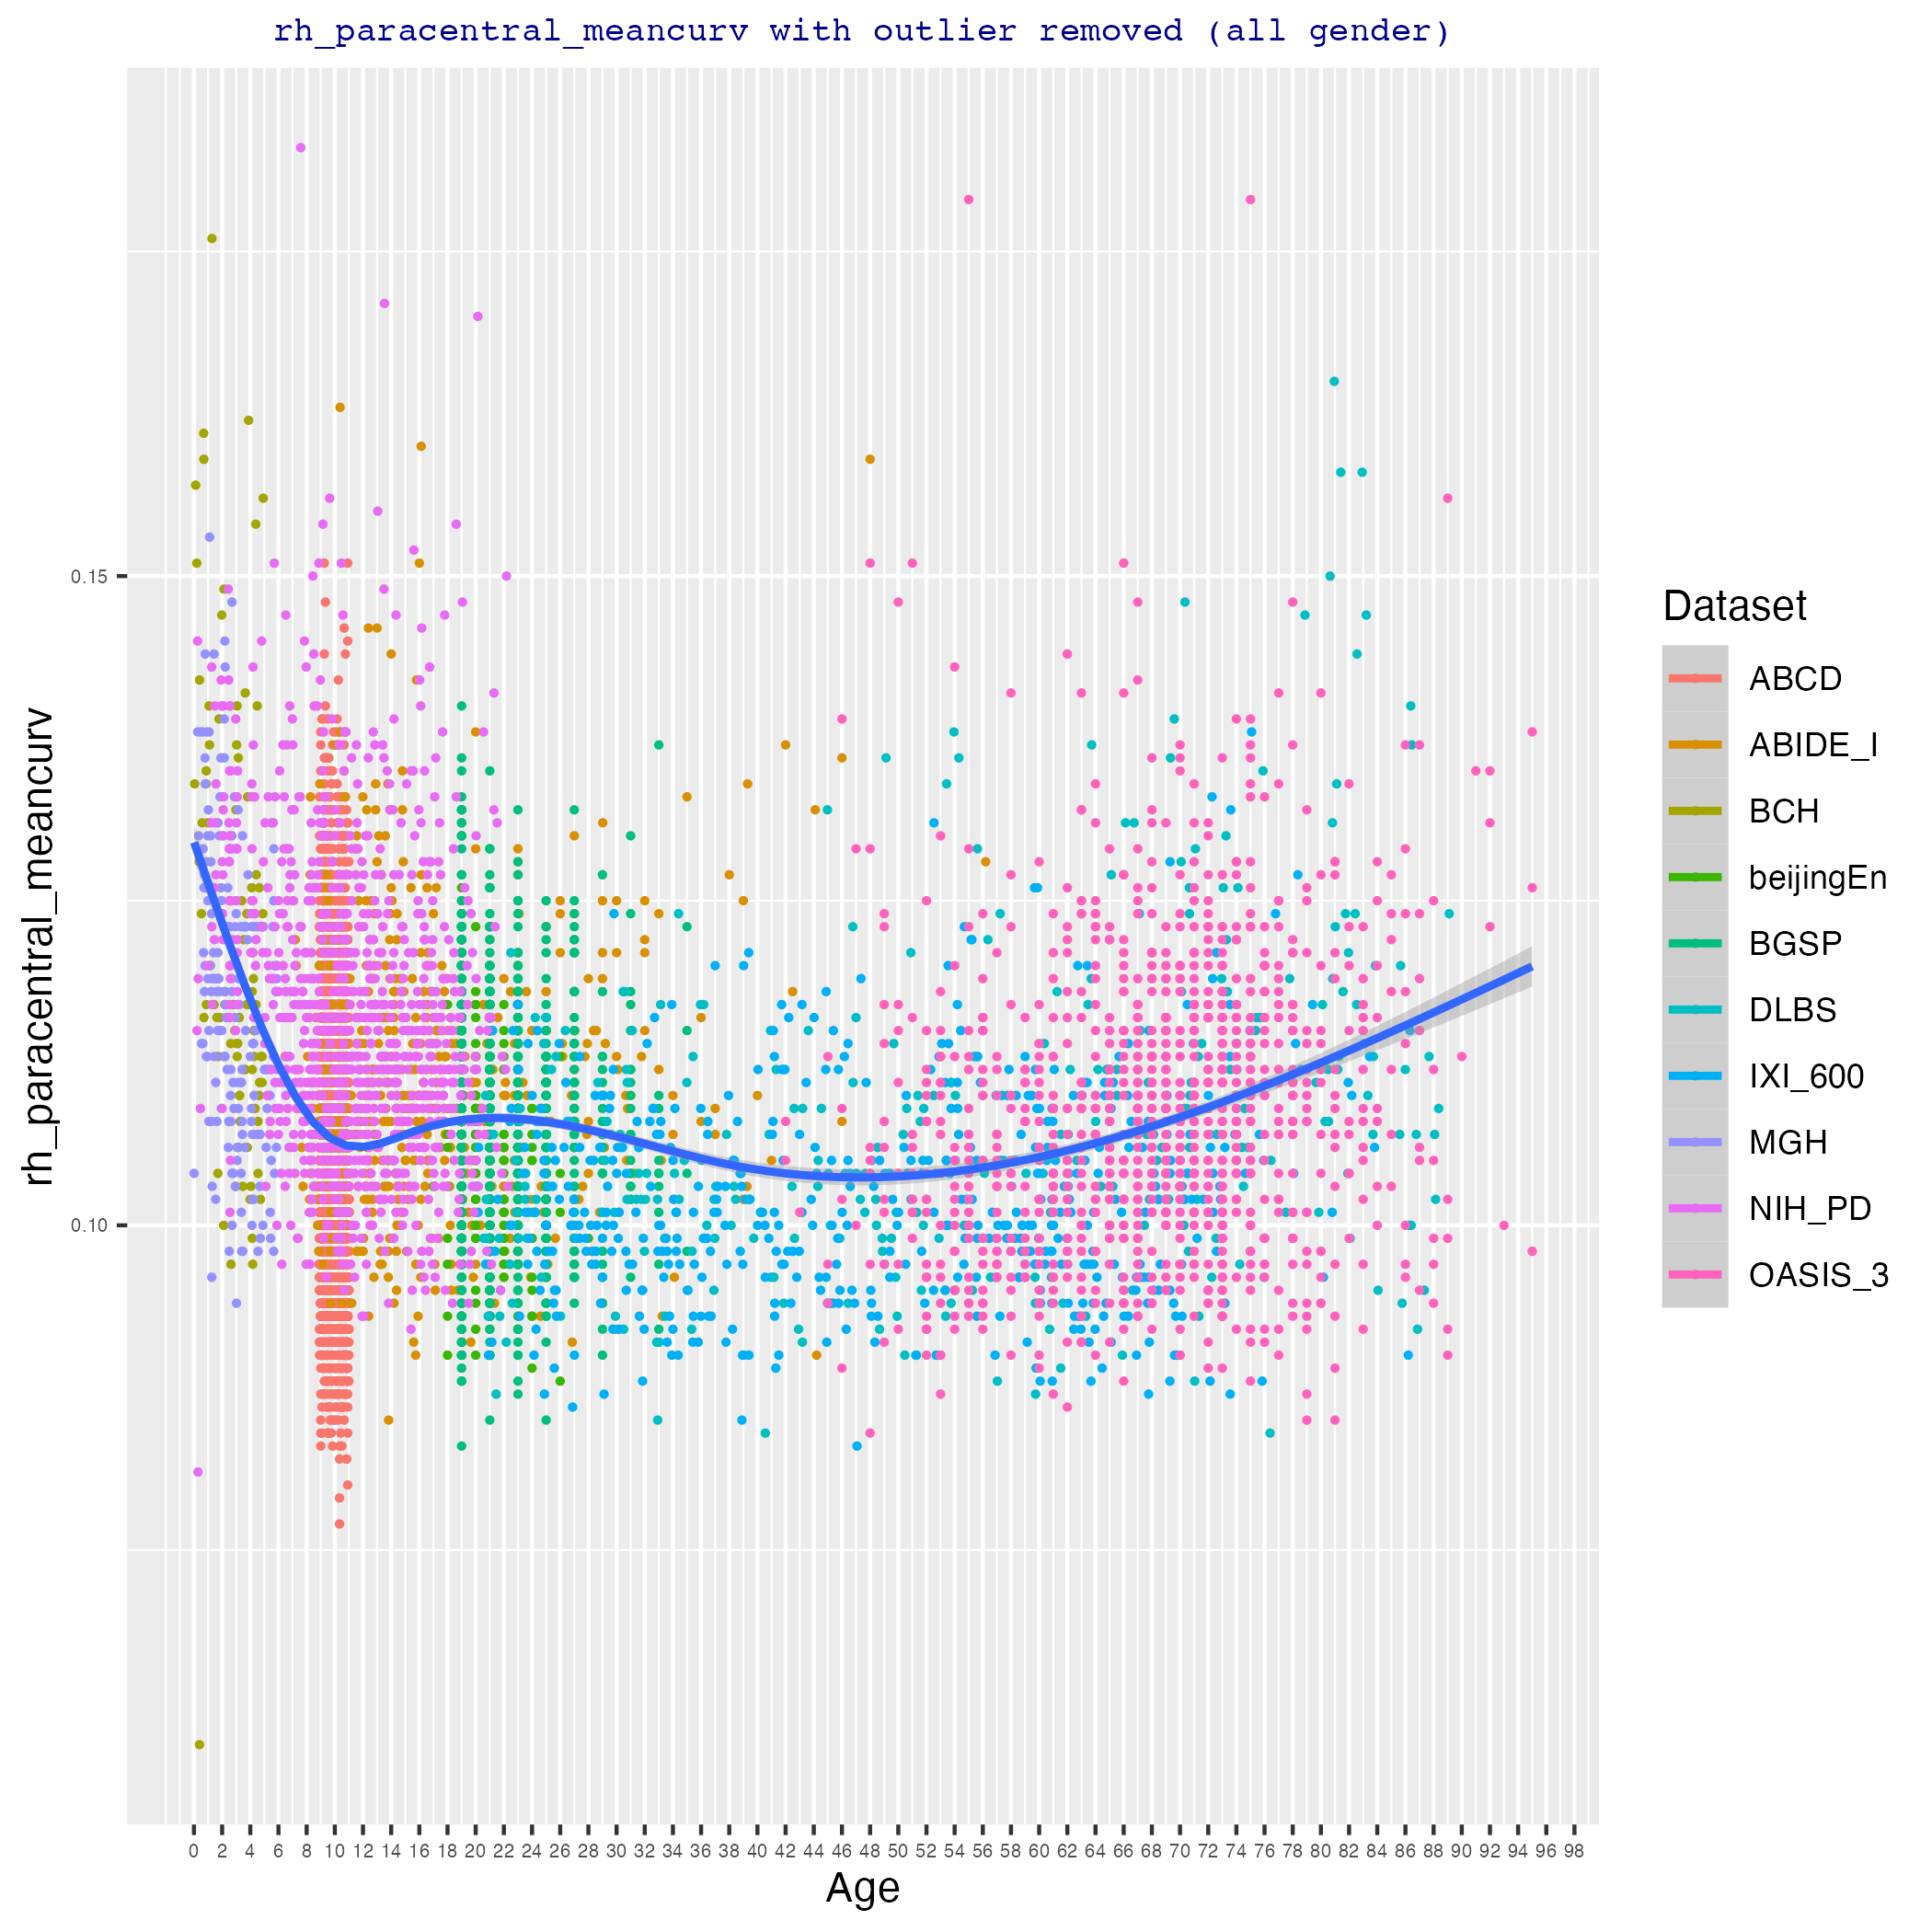 rh_paracentral_meancurv with outlier removed (all gender)
rh_paracentral_meancurv
0.15
0.10
0 2 4 6 8 10 12 14 16 18 20 22 24 26 28 30 32 34 36 38 40 42 44 46 48 50 52 54 56 58 60 62 64 66 68 70 72 74 76 78 80 82 84 86 88 90 92 94 96 98
Age
Dataset
ABCD
ABIDE_I
BCH
beijingEn
BGSP
DLBS
IXI_600
MGH
NIH_PD
OASIS_3